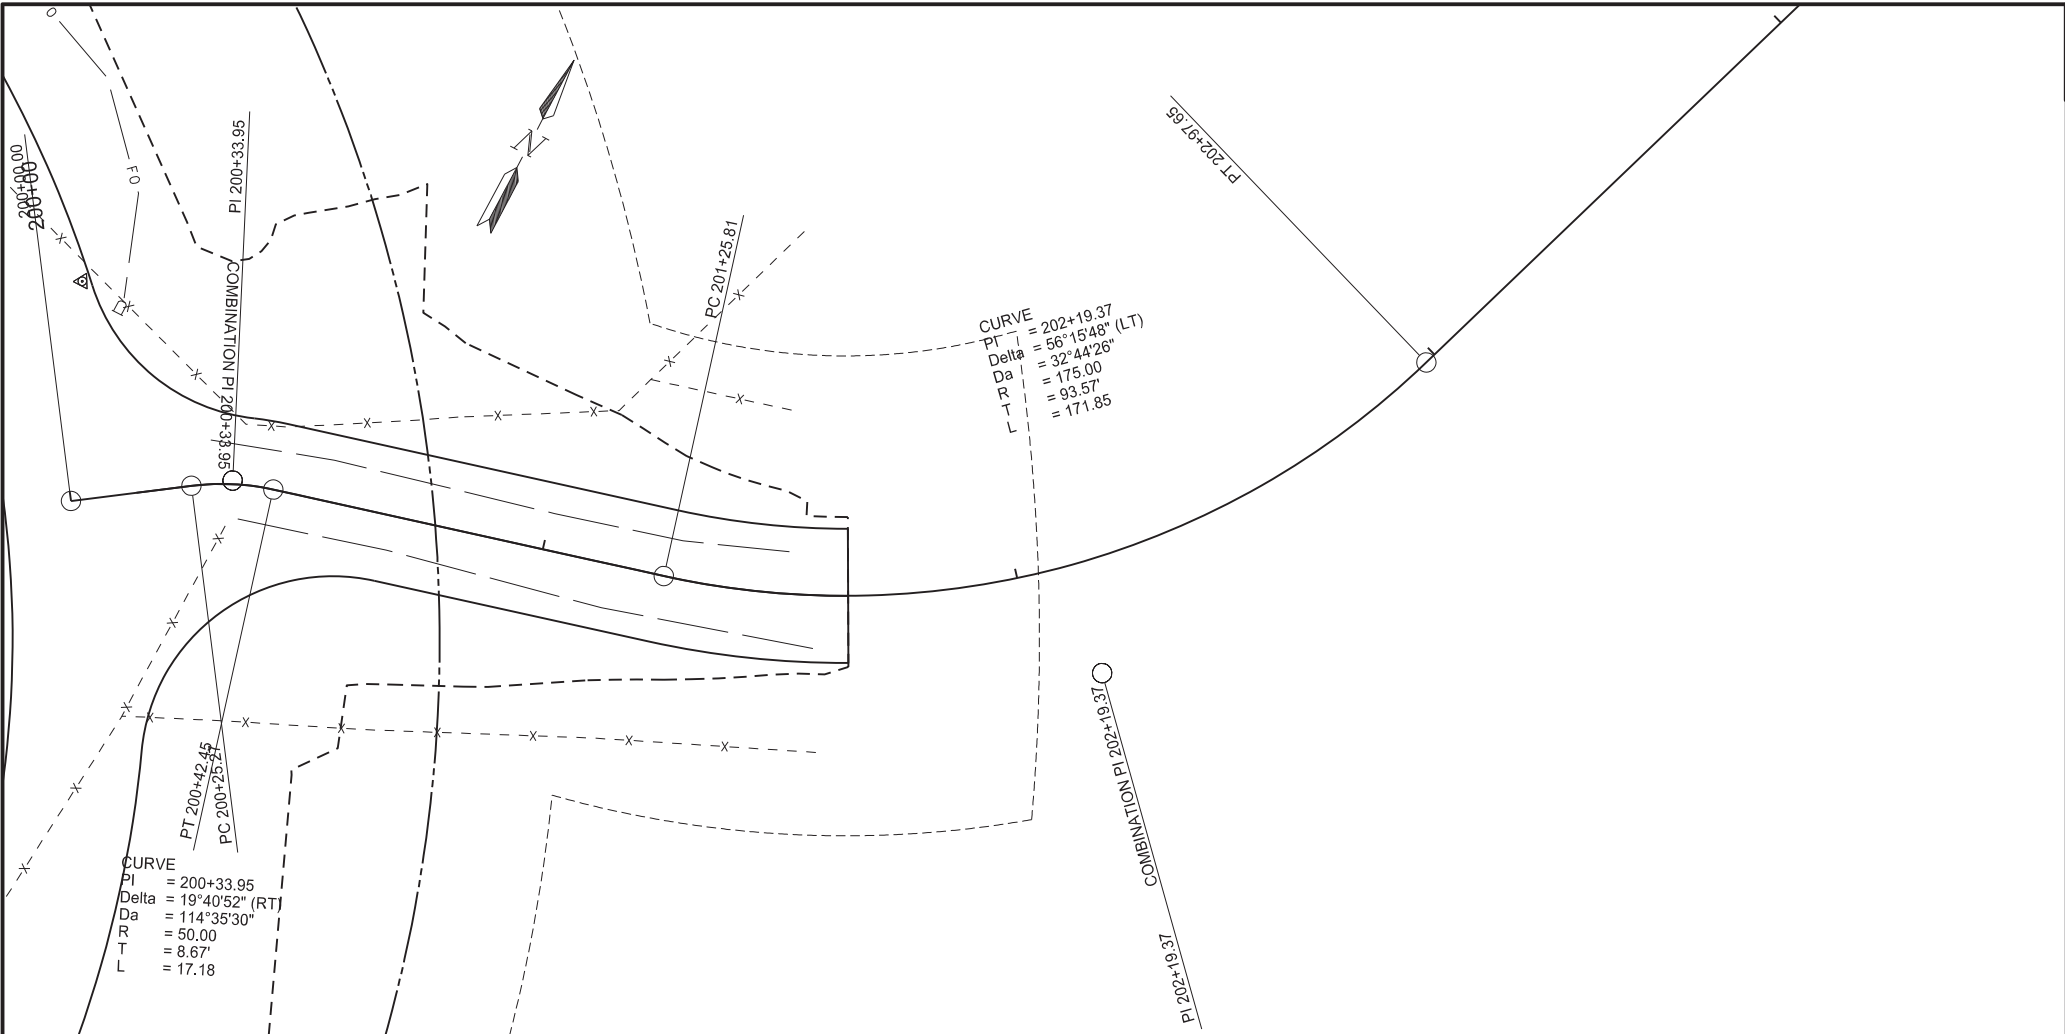 O
FO
200+00.00
200+00
PI 200+33.95
COMBINATION PI 200+33.95
N
PC 201+25.81
PT 202+97.65
CURVE
PI = 202+19.37
Delta = 56°15'48" (LT)
Da = 32°44'26"
R = 175.00
T = 93.57'
L = 171.85
PT 200+42.45
PC 200+25.21
COMBINATION PI 202+19.37
PI 202+19.37
CURVE
PI = 200+33.95
Delta = 19°40'52" (RT)
Da = 114°35'30"
R = 50.00
T = 8.67'
L = 17.18